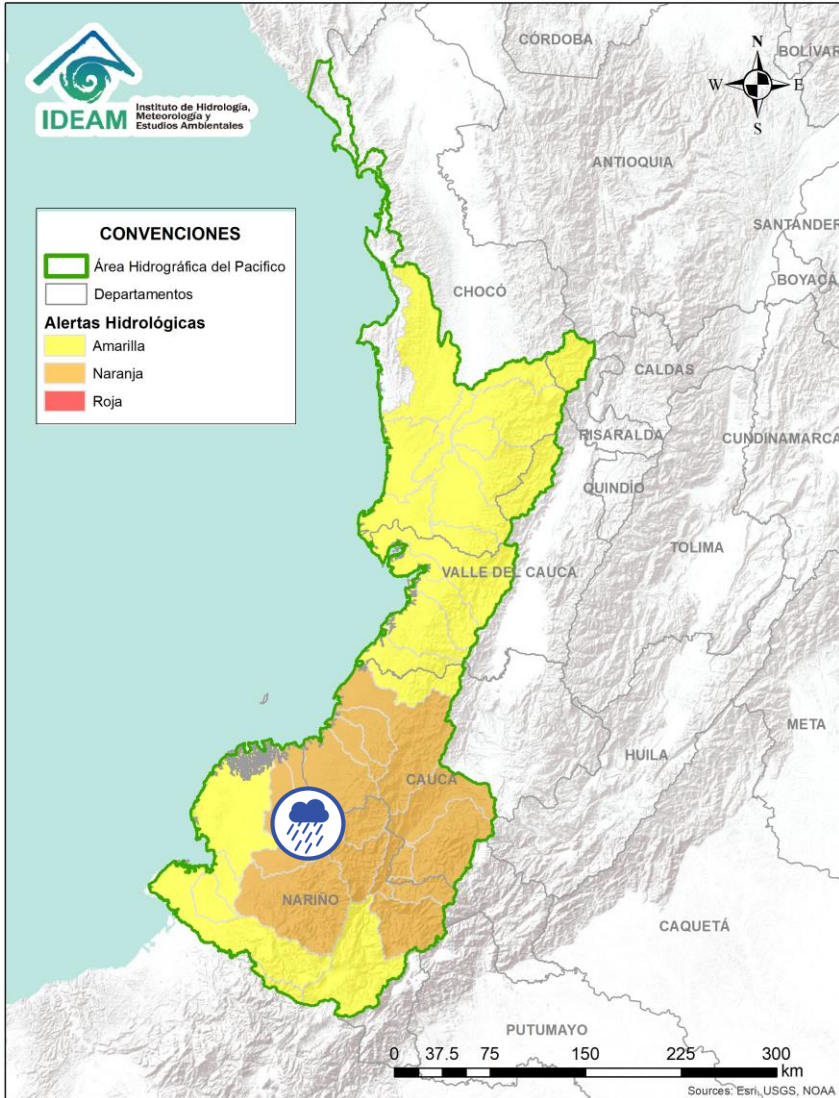 IDEAM
Instituto de Hidrología,
Meteorología y
Estudios Ambientales
N
W
E
S
CONVENCIONES
Área Hidrográfica del Pacifico
Departamentos
Alertas Hidrológicas
Amarilla
Naranja
Roja
CÓRDOBA
BOLÍVAR
ANTIOQUIA
SANTANDER
BOYACÁ
CHOCÓ
CALDAS
RISARALDA
CUNDINAMARCA
QUINDÍO
TOLIMA
VALLE DEL CAUCA
META
HUILA
CAUCA
NARIÑO
CAQUETÁ
PUTUMAYO
0 37.5 75 150 225 300
km
Sources: Esri, USGS, NOAA